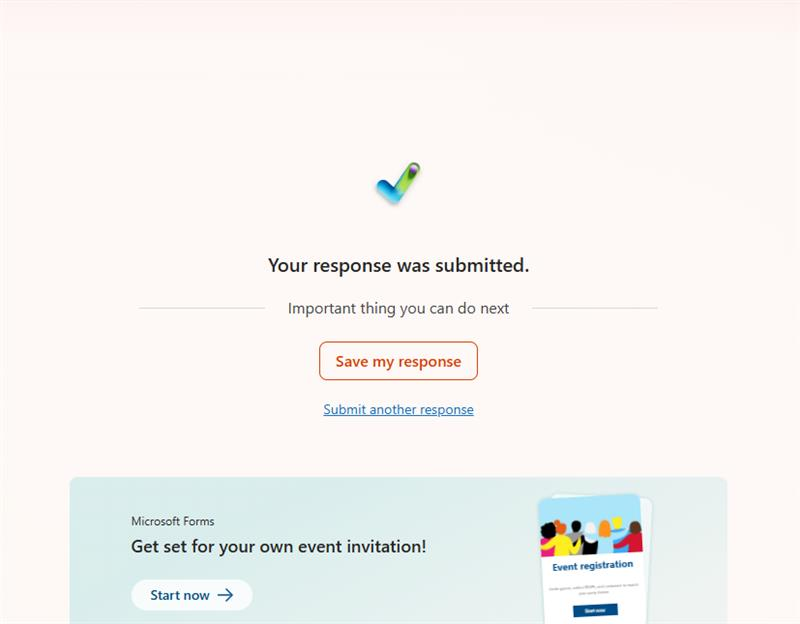 Your response was submitted.
Important thing you can do next
Save my response
Submit another response
Microsoft Forms
Get set for your own event invitation!
Start now
Event registration
Start now